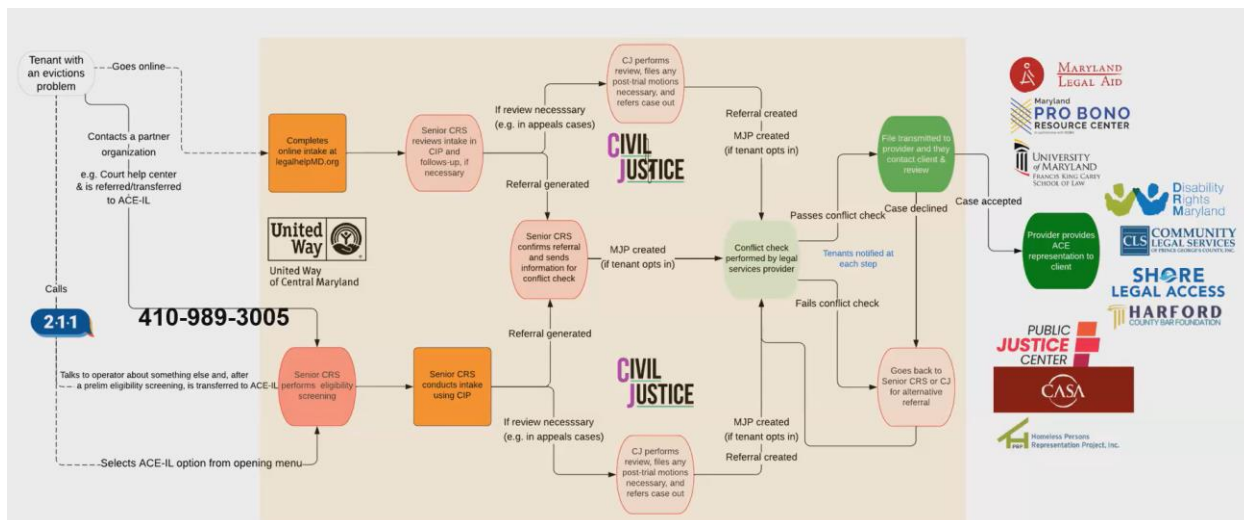 Tenant with
an evictions
problem
Goes online
Contacts a partner
organization
e.g. Court help center
& is referred/transferred
to ACE-IL
Calls
2·1·1
410-989-3005
Talks to operator about something else and, after
a prelim eligibility screening, is transferred to ACE-IL
Selects ACE-IL option from opening menu
Completes
online intake at
legalhelpMD.org
United
Way
United Way
of Central Maryland
Senior CRS
reviews intake in
CIP and
follows-up, if
necessary
If review necesssary
(e.g. in appeals cases)
Referral generated
CJ performs
review, files any
post-trial motions
necessary, and
refers case out
CIVIL
JUSTICE
Referral created
MJP created
(if tenant opts in)
Senior CRS
confirms referral
and sends
information for
conflict check
MJP created
(if tenant opts in)
Referral generated
Senior CRS
performs eligibility
screening
Senior CRS
conducts intake
using CIP
If review necesssary
(e.g. in appeals cases)
CIVIL
JUSTICE
CJ performs
review, files any
post-trial motions
necessary, and
refers case out
MJP created
(if tenant opts in)
Referral created
Conflict check
performed by legal
services provider
Passes conflict check
Tenants notified at
each step
Fails conflict check
File transmitted to
provider and they
contact client &
review
Case declined
Case accepted
Goes back to
Senior CRS or CJ
for alternative
referral
Provider provides
ACE
representation to
client
MARYLAND
LEGAL AID
Maryland
PRO BONO
RESOURCE CENTER
UNIVERSITY
of MARYLAND
FRANCIS KING CAREY
SCHOOL OF LAW
Disability
Rights
Maryland
CLS
COMMUNITY
LEGAL SERVICES
OF PRINCE GEORGE'S COUNTY, INC.
SHORE
LEGAL ACCESS
HARFORD
COUNTY BAR FOUNDATION
PUBLIC
JUSTICE
CENTER
CASA
Homeless Persons
Representation Project, Inc.